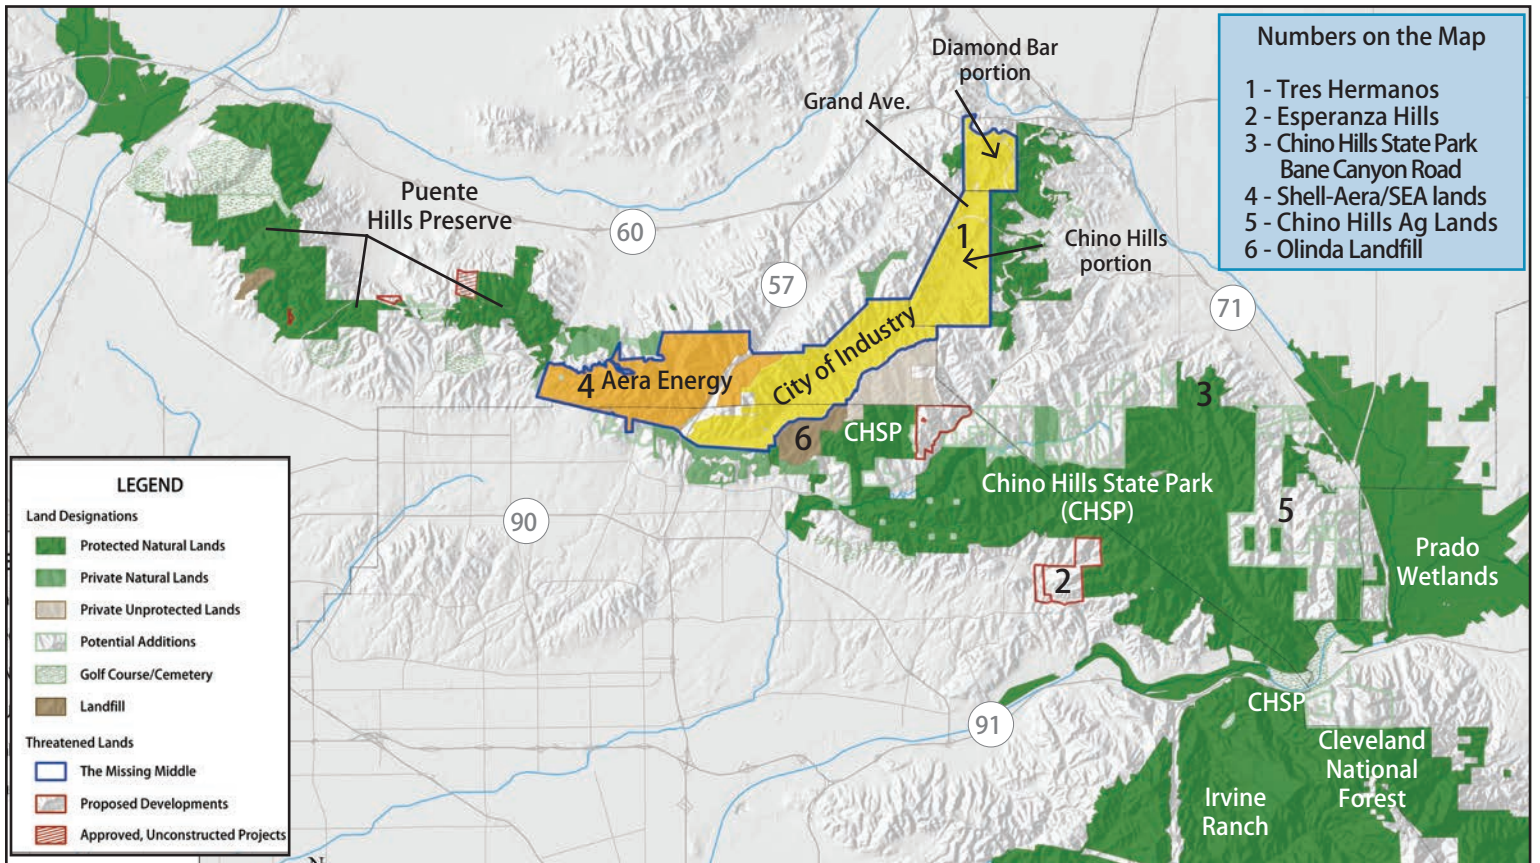 Numbers on the Map
1 - Tres Hermanos
2 - Esperanza Hills
3 - Chino Hills State Park
Bane Canyon Road
4 - Shell-Aera/SEA lands
5 - Chino Hills Ag Lands
6 - Olinda Landfill
Diamond Bar
portion
Grand Ave.
Puente
Hills Preserve
60
57
1
Chino Hills
portion
71
City of Industry
4 Aera Energy
3
6
CHSP
Chino Hills State Park
(CHSP)
5
90
2
Prado
Wetlands
CHSP
91
Cleveland
National
Forest
Irvine
Ranch
LEGEND
Land Designations
Protected Natural Lands
Private Natural Lands
Private Unprotected Lands
Potential Additions
Golf Course/Cemetery
Landfill
Threatened Lands
The Missing Middle
Proposed Developments
Approved, Unconstructed Projects
N